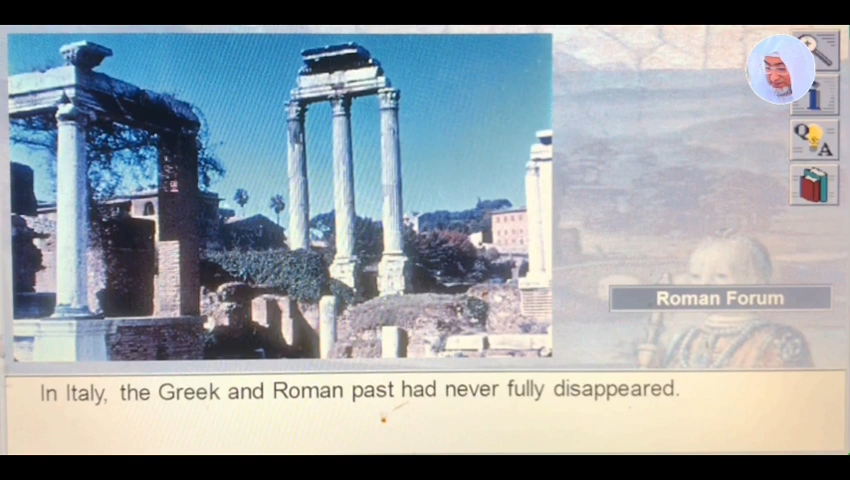 i
Q
A
Roman Forum
In Italy, the Greek and Roman past had never fully disappeared.